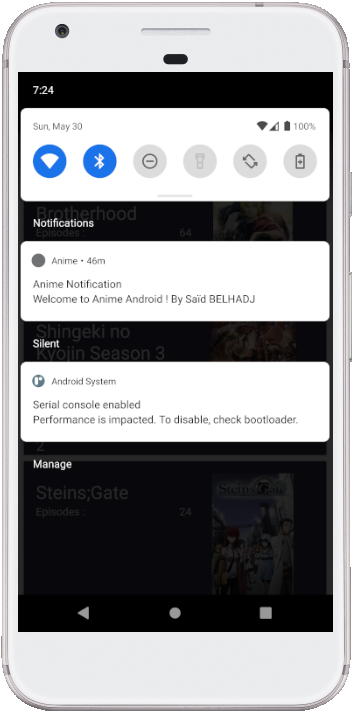 7:24
Sun, May 30
100%
Brotherhood
Episodes :
64
Notifications
Anime • 46m
Anime Notification
Welcome to Anime Android ! By Saïd BELHADJ
Shingeki no
Kyojin Season 3
Silent
Android System
Serial console enabled
Performance is impacted. To disable, check bootloader.
2
Manage
Steins;Gate
Episodes :
24
Steins;Gate